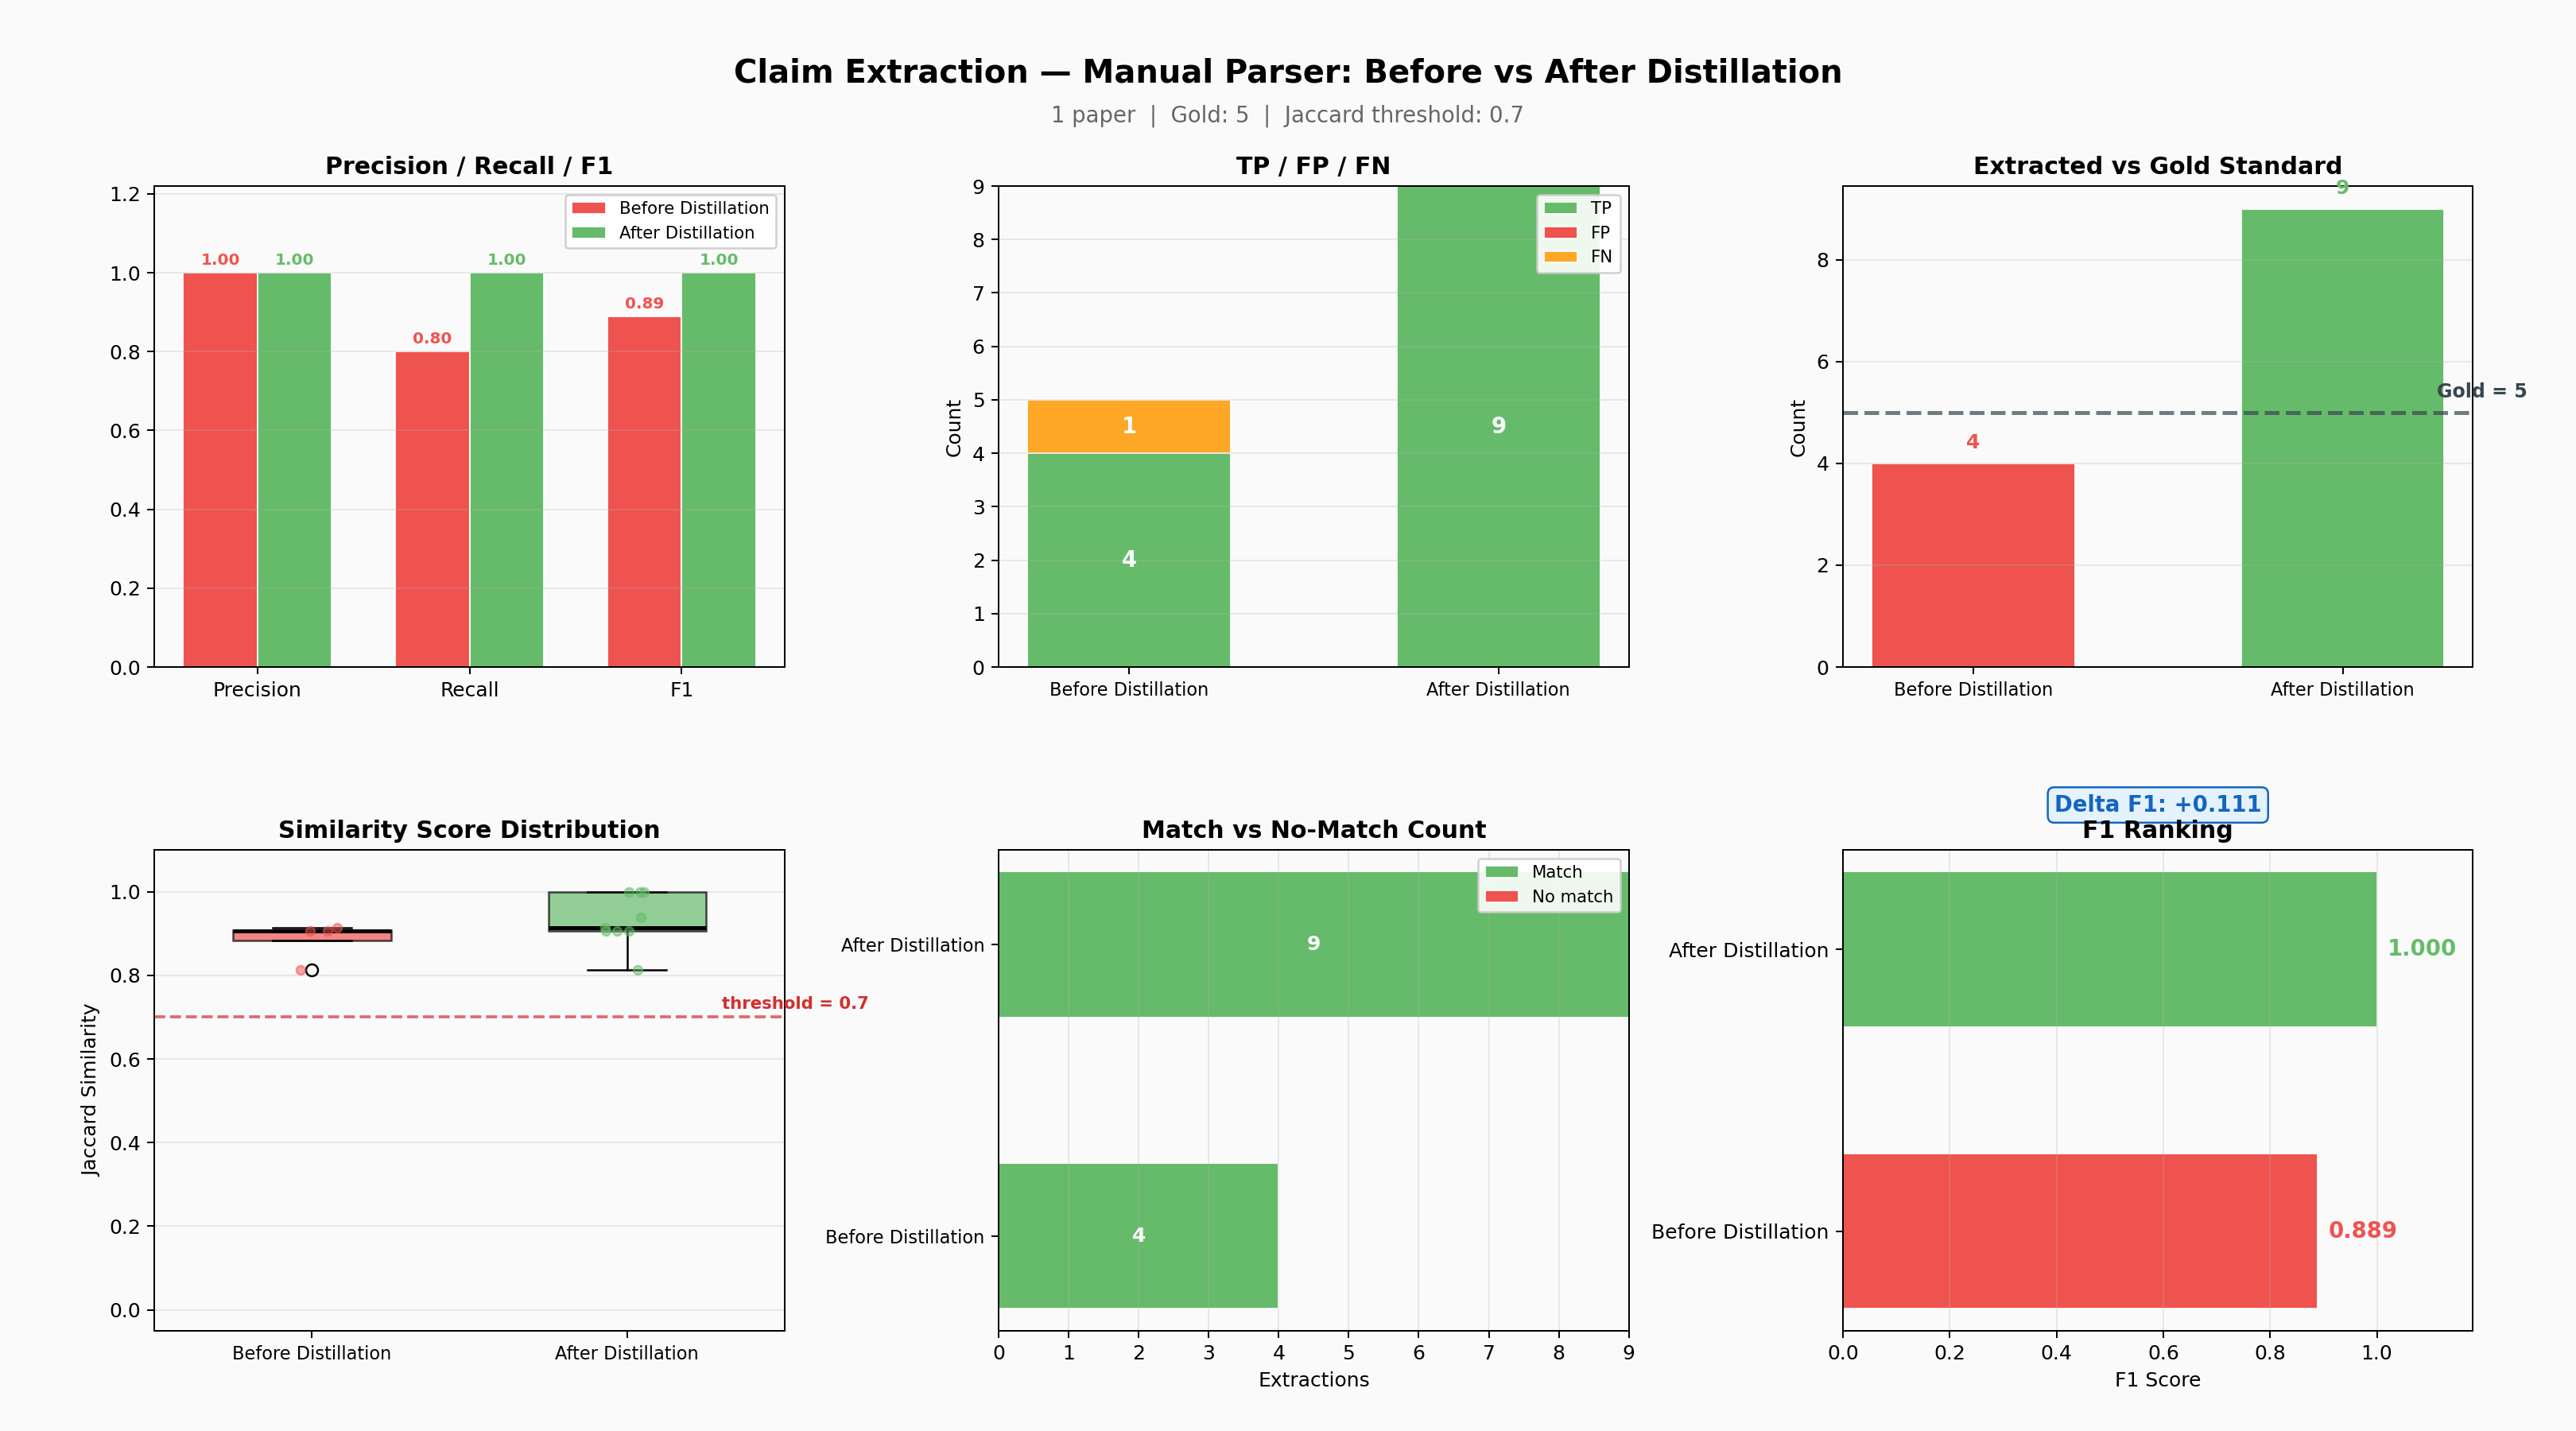 Claim Extraction — Manual Parser: Before vs After Distillation
1 paper | Gold: 5 | Jaccard threshold: 0.7
Precision / Recall / F1
1.2
1.0
0.8
0.6
0.4
0.2
0.0
Before Distillation
After Distillation
1.00
1.00
0.80
1.00
0.89
1.00
Precision
Recall
F1
TP / FP / FN
Count
9
8
7
6
5
4
3
2
1
0
TP
FP
FN
1
4
9
Before Distillation
After Distillation
Extracted vs Gold Standard
Count
8
6
4
2
0
9
Gold = 5
4
Before Distillation
After Distillation
Similarity Score Distribution
Jaccard Similarity
1.0
0.8
0.6
0.4
0.2
0.0
threshold = 0.7
Before Distillation
After Distillation
Match vs No-Match Count
Match
No match
After Distillation
9
Before Distillation
4
0
1
2
3
4
5
6
7
8
9
Extractions
Delta F1: +0.111
F1 Ranking
After Distillation
1.000
Before Distillation
0.889
0.0
0.2
0.4
0.6
0.8
1.0
F1 Score